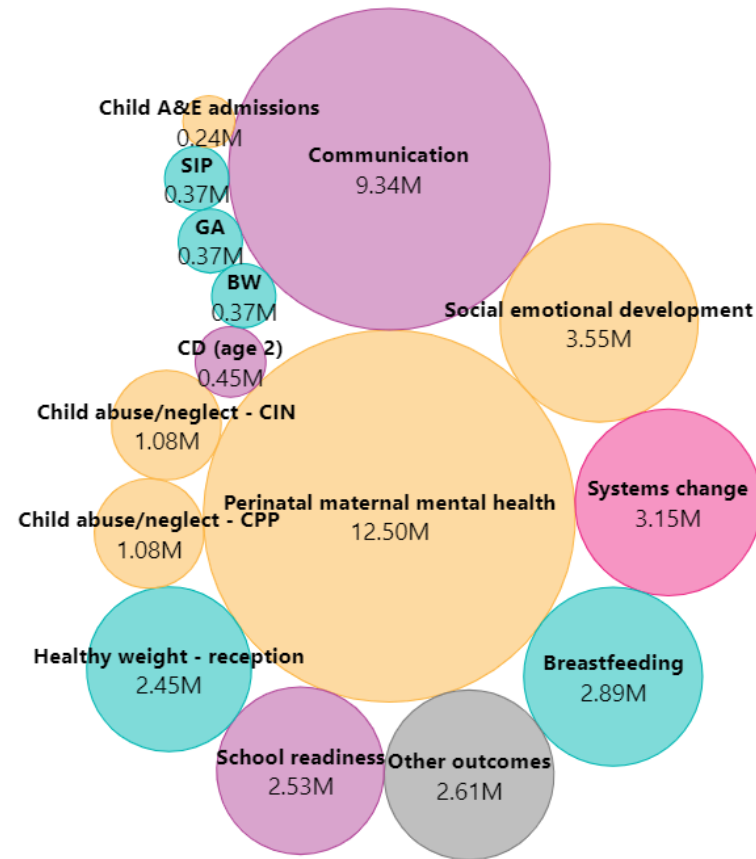 Child A&E admissions
0.24M
SIP
0.37M
GA
0.37M
BW
0.37M
CD (age 2)
0.45M
Communication
9.34M
Social emotional development
3.55M
Child abuse/neglect - CIN
1.08M
Perinatal maternal mental health
12.50M
Systems change
3.15M
Child abuse/neglect - CPP
1.08M
Healthy weight - reception
2.45M
Breastfeeding
2.89M
School readiness
2.53M
Other outcomes
2.61M